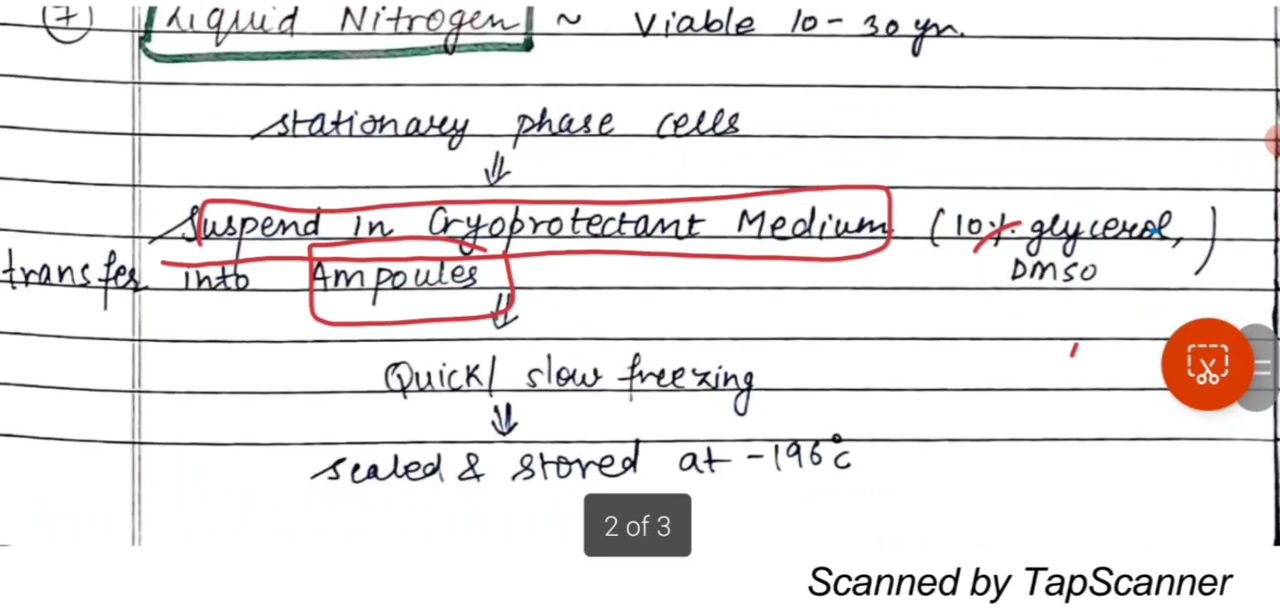 (7) Liquid Nitrogen ~ Viable 10-30 yr.
stationary phase cells
Suspend in Cryoprotectant Medium (10% glycerol,
DMSO)
transfer into Ampoules
Quick/ slow freezing
sealed & stored at -196°c
2 of 3
Scanned by TapScanner